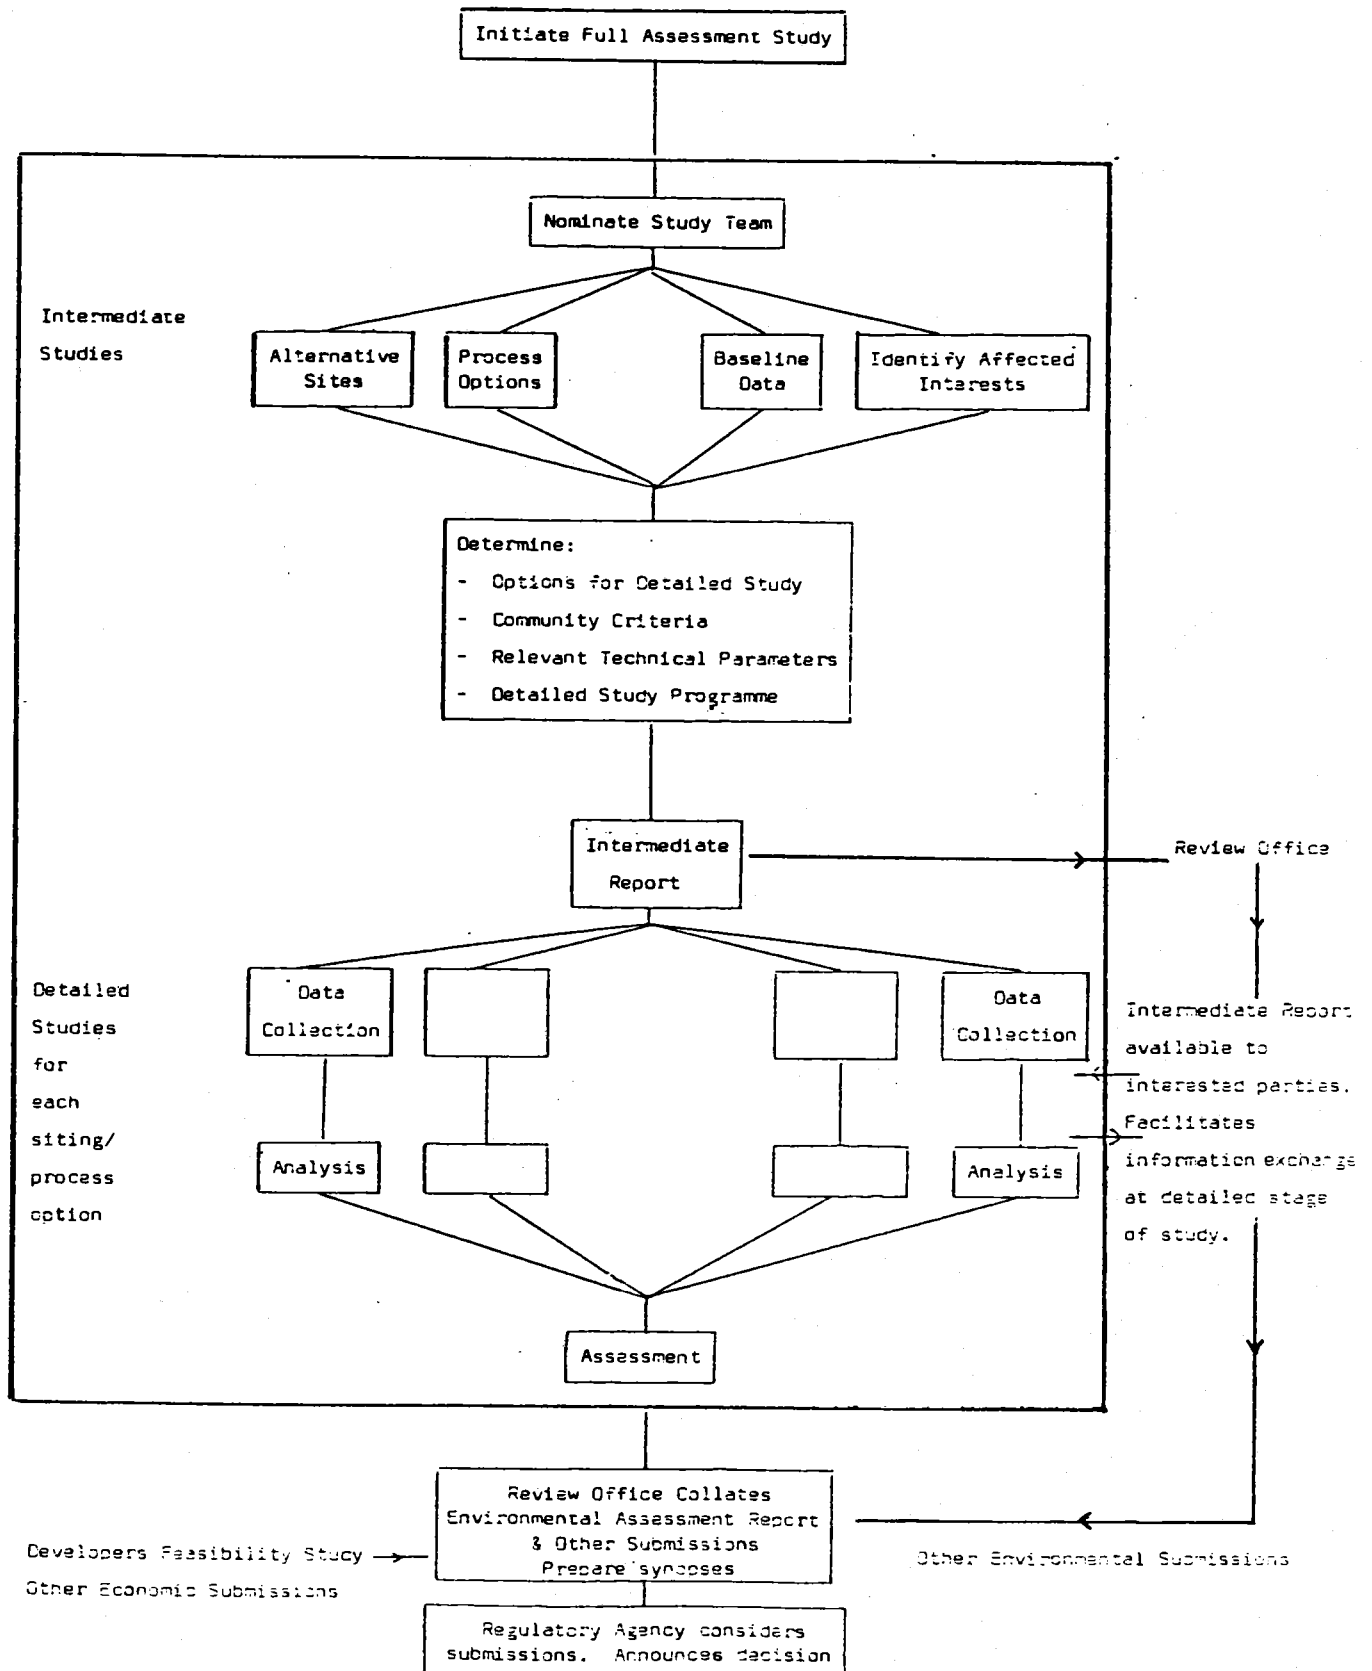 Initiate Full Assessment Study
Nominate Study Team
Intermediate
Studies
Alternative
Sites
Process
Options
Baseline
Data
Identify Affected
Interests
Determine:
- Options for Detailed Study
- Community Criteria
- Relevant Technical Parameters
- Detailed Study Programme
Intermediate
Report
Review Office
Detailed
Studies
for
each
siting/
process
option
Data
Collection
Data
Collection
Analysis
Analysis
Intermediate Report
available to
interested parties.
Facilitates
information exchange
at detailed stage
of study.
Assessment
Review Office Collates
Environmental Assessment Report
& Other Submissions
Prepare synopses
Developers Feasibility Study
Other Economic Submissions
Other Environmental Submissions
Regulatory Agency considers
submissions. Announces decision